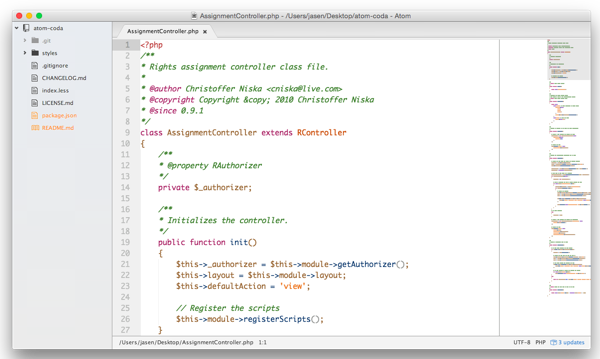 AssignmentController.php - /Users/jasen/Desktop/atom-coda - Atom
atom-coda
.git
styles
.gitignore
CHANGELOG.md
index.less
LICENSE.md
package.json
README.md
AssignmentController.php ×
1 <?php
2 /**
3 * Rights assignment controller class file.
4 *
5 * @author Christoffer Niska <cniska@live.com>
6 * @copyright Copyright &copy; 2010 Christoffer Niska
7 * @since 0.9.1
8 */
9 class AssignmentController extends RController
10 {
11 /**
12 * @property RAuthorizer
13 */
14 private $_authorizer;
15
16 /**
17 * Initializes the controller.
18 */
19 public function init()
20 {
21 $this->_authorizer = $this->module->getAuthorizer();
22 $this->layout = $this->module->layout;
23 $this->defaultAction = 'view';
24
25 // Register the scripts
26 $this->module->registerScripts();
27 }
/Users/jasen/Desktop/AssignmentController.php 1:1
UTF-8 PHP 3 updates